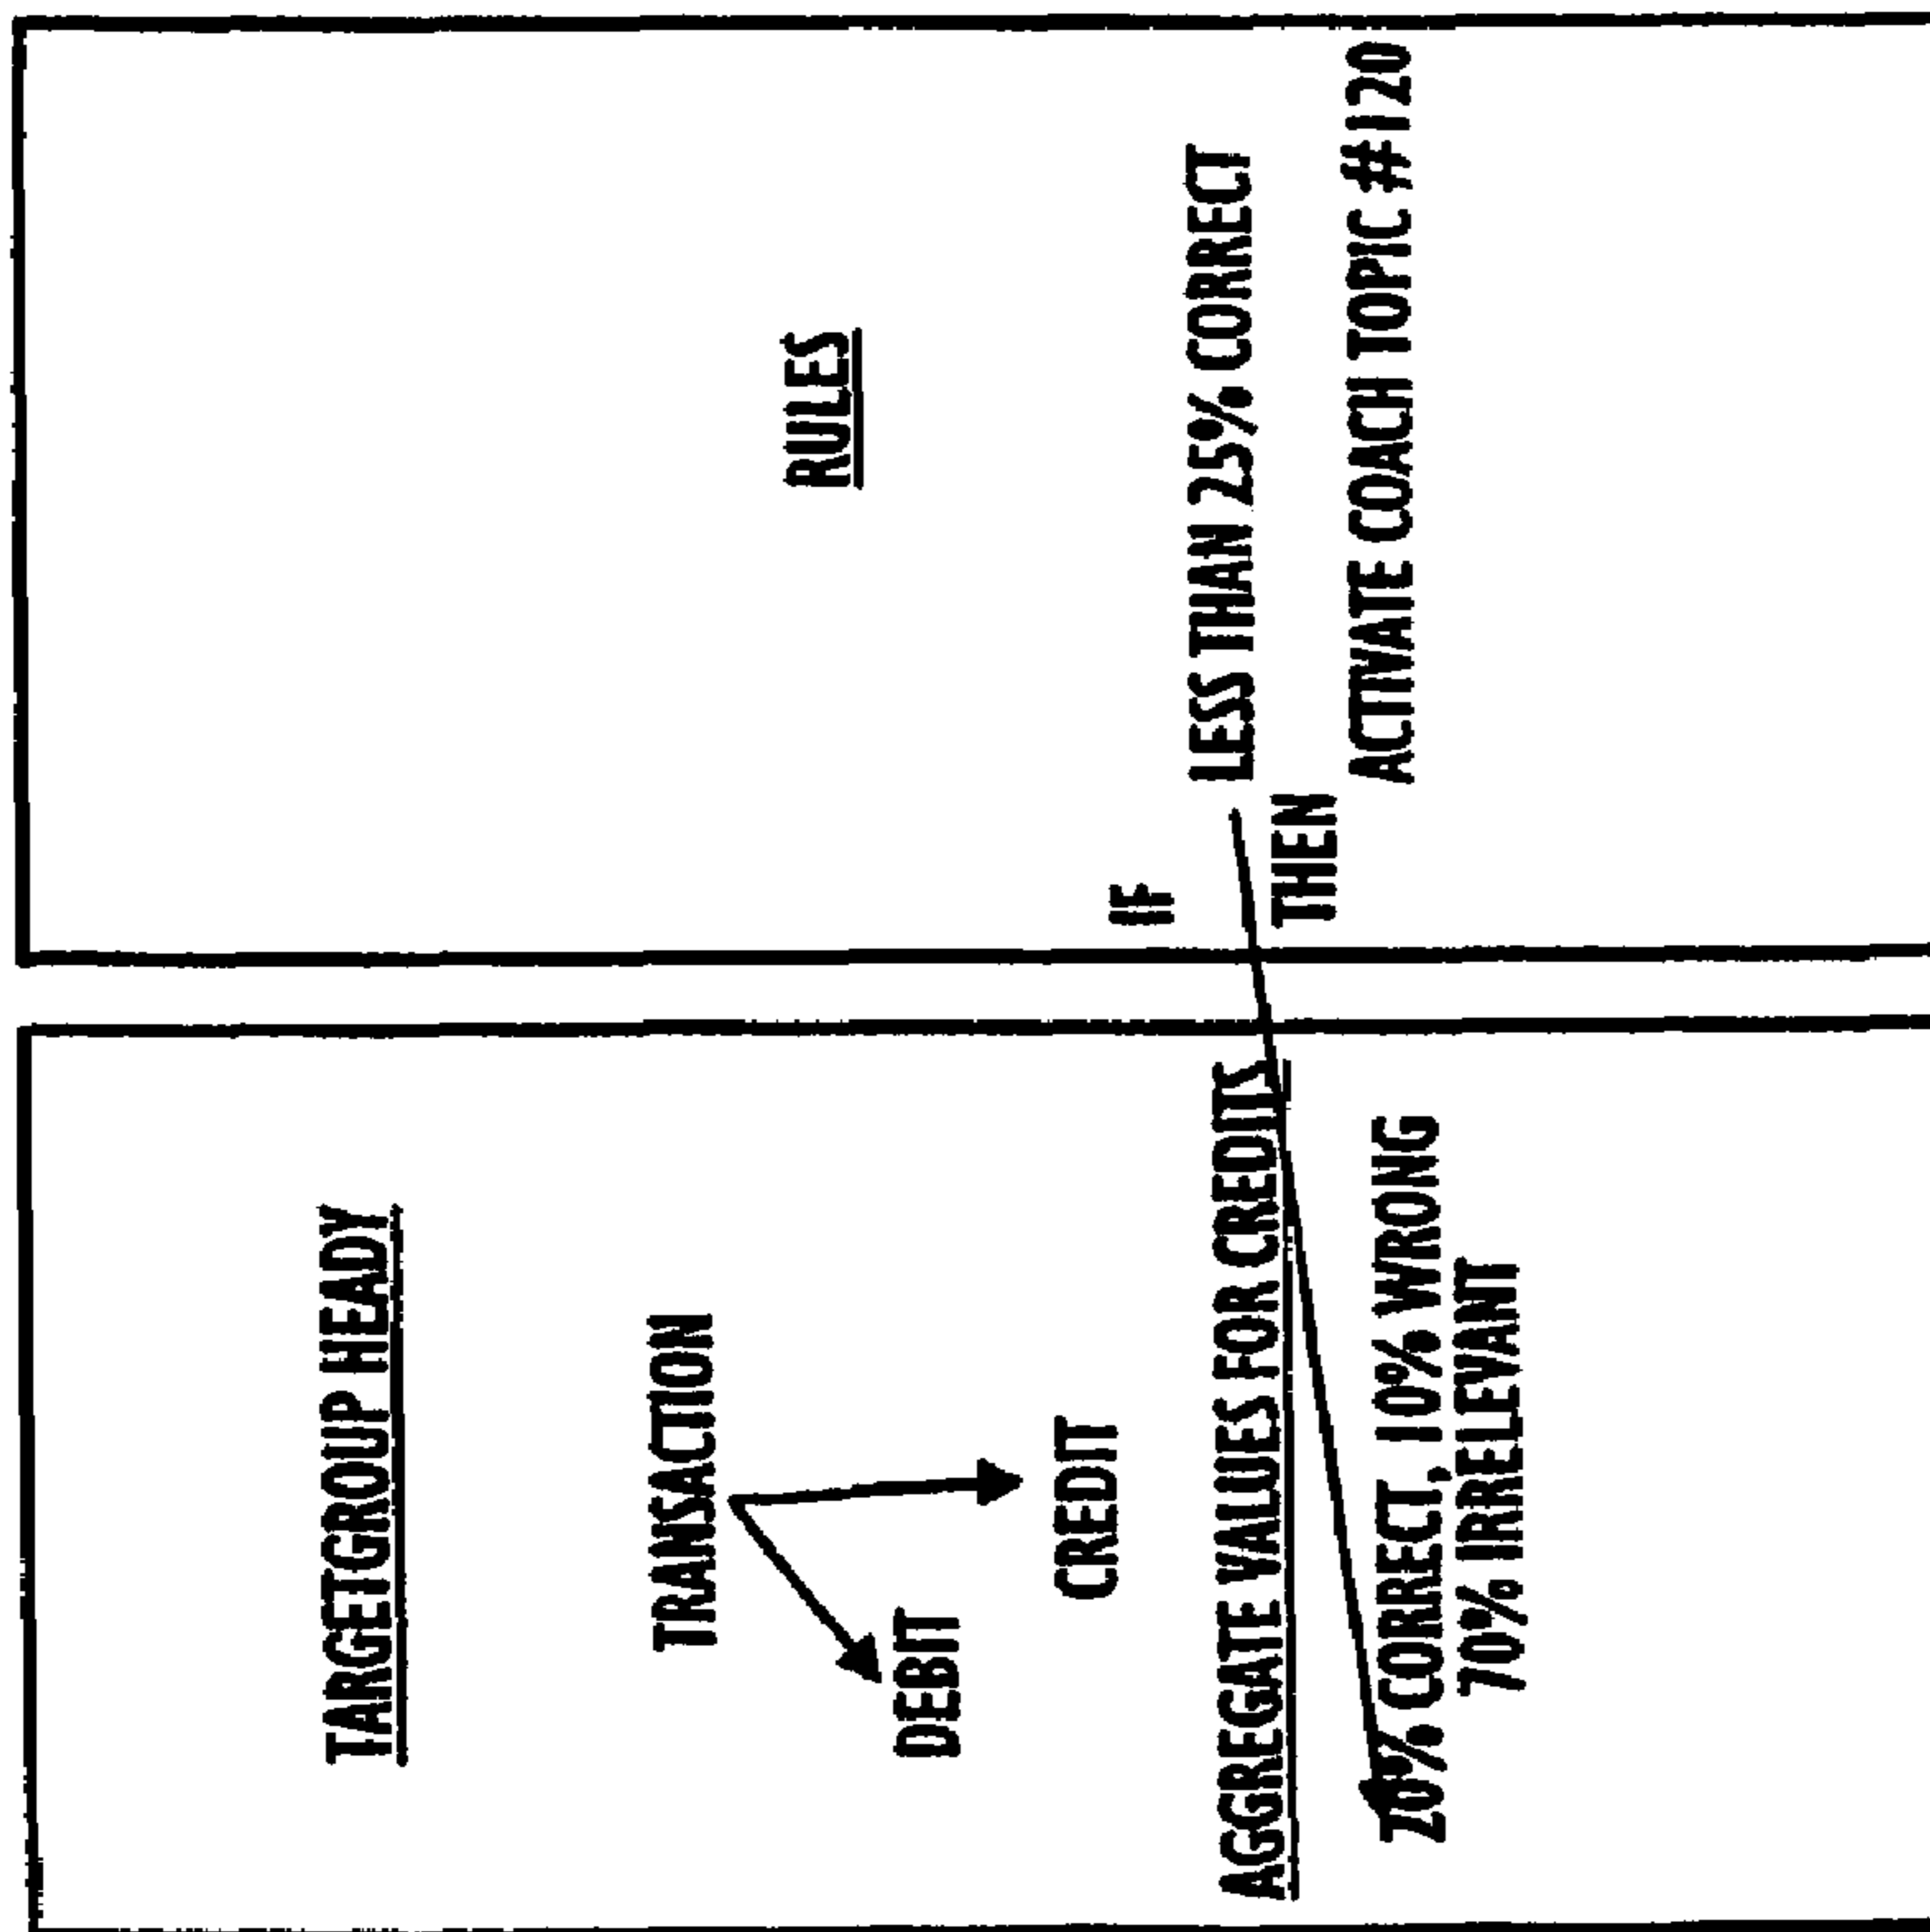 TARGETGROUP HEADY
TRANSACTION
DEBIT
CREDIT
AGGREGATE VALUES FOR CREDITS
20% CORRECT, 10% WRONG
70% IRRELEVANT
RULES
IF
LESS THAN 25% CORRECT
THEN
ACTIVATE COACH TOPIC #120